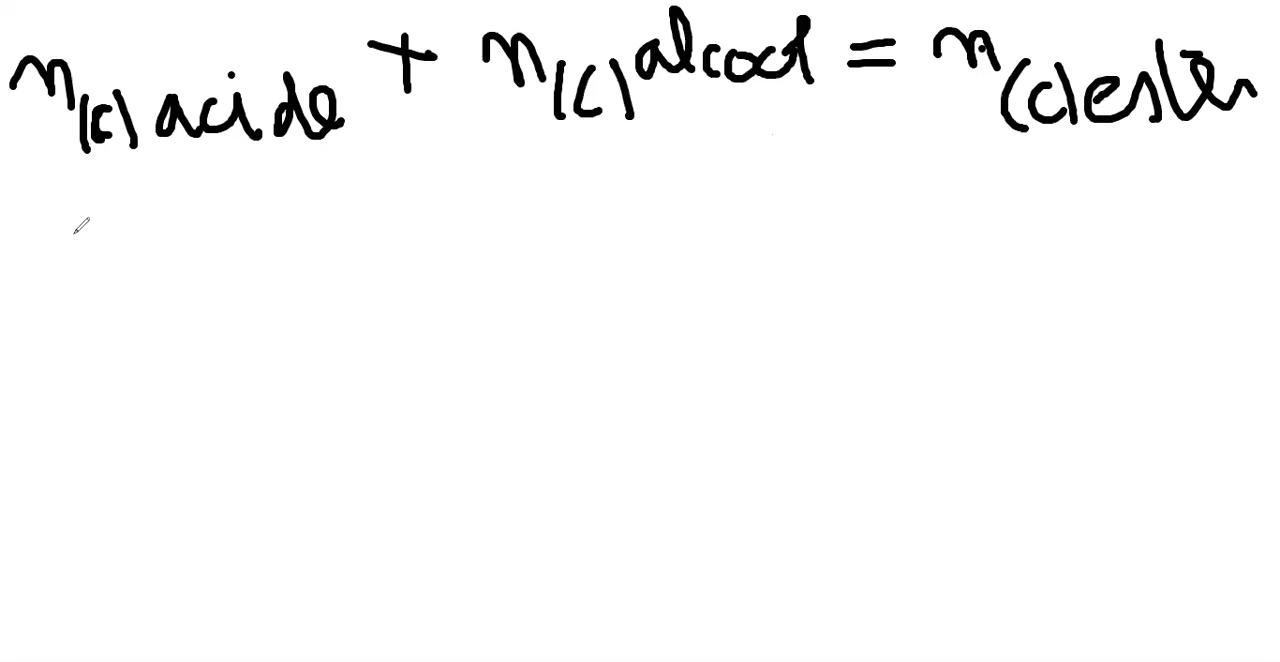 n(c) acide + n(c) alcool = n(c) ester